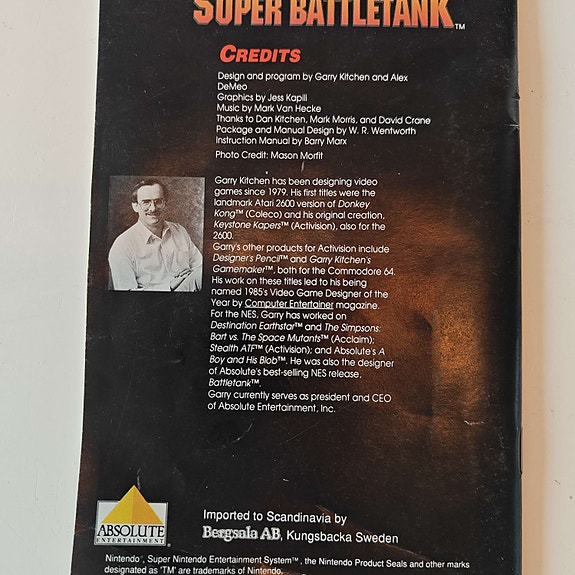 SUPER BATTLETANK™
CREDITS
Design and program by Garry Kitchen and Alex
DeMeo
Graphics by Jess Kapill
Music by Mark Van Hecke
Thanks to Dan Kitchen, Mark Morris, and David Crane
Package and Manual Design by W. R. Wentworth
Instruction Manual by Barry Marx
Photo Credit: Mason Morfit
Garry Kitchen has been designing video
games since 1979. His first titles were the
landmark Atari 2600 version of Donkey
Kong™ (Coleco) and his original creation,
Keystone Kapers™ (Activision), also for the
2600.
Garry's other products for Activision include
Designer's Pencil™ and Garry Kitchen's
Gamemaker™, both for the Commodore 64.
His work on these titles led to his being
named 1985's Video Game Designer of the
Year by Computer Entertainer magazine.
For the NES, Garry has worked on
Destination Earthstar™ and The Simpsons:
Bart vs. The Space Mutants™ (Acclaim);
Stealth ATF™ (Activision); and Absolute's A
Boy and His Blob™. He was also the designer
of Absolute's best-selling NES release,
Battletank™.
Garry currently serves as president and CEO
of Absolute Entertainment, Inc.
ABSOLUTE
ENTERTAINMENT
Imported to Scandinavia by
Bergsala AB, Kungsbacka Sweden
Nintendo®, Super Nintendo Entertainment System™, the Nintendo Product Seals and other marks
designated as 'TM' are trademarks of Nintendo.